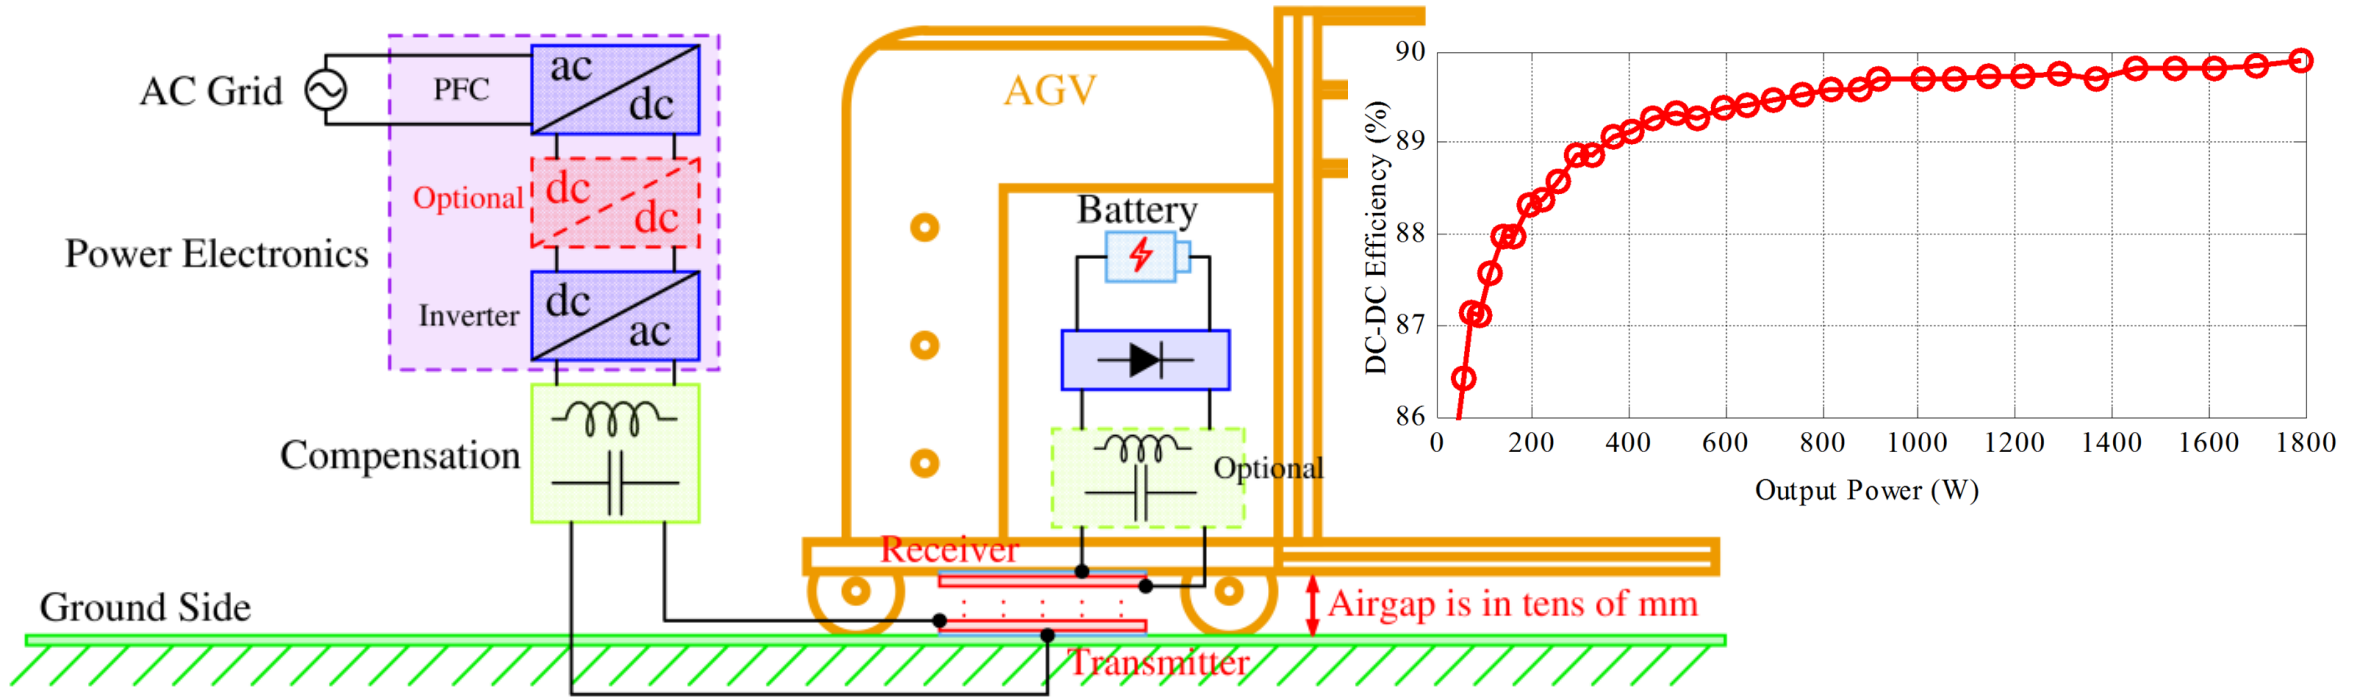 AC Grid
PFC
ac
dc
Optional
dc
dc
Power Electronics
Inverter
dc
ac
Compensation
Ground Side
AGV
Battery
Optional
Receiver
Airgap is in tens of mm
Transmitter
DC-DC Efficiency (%)
90
89
88
87
86
0 200 400 600 800 1000 1200 1400 1600 1800
Output Power (W)